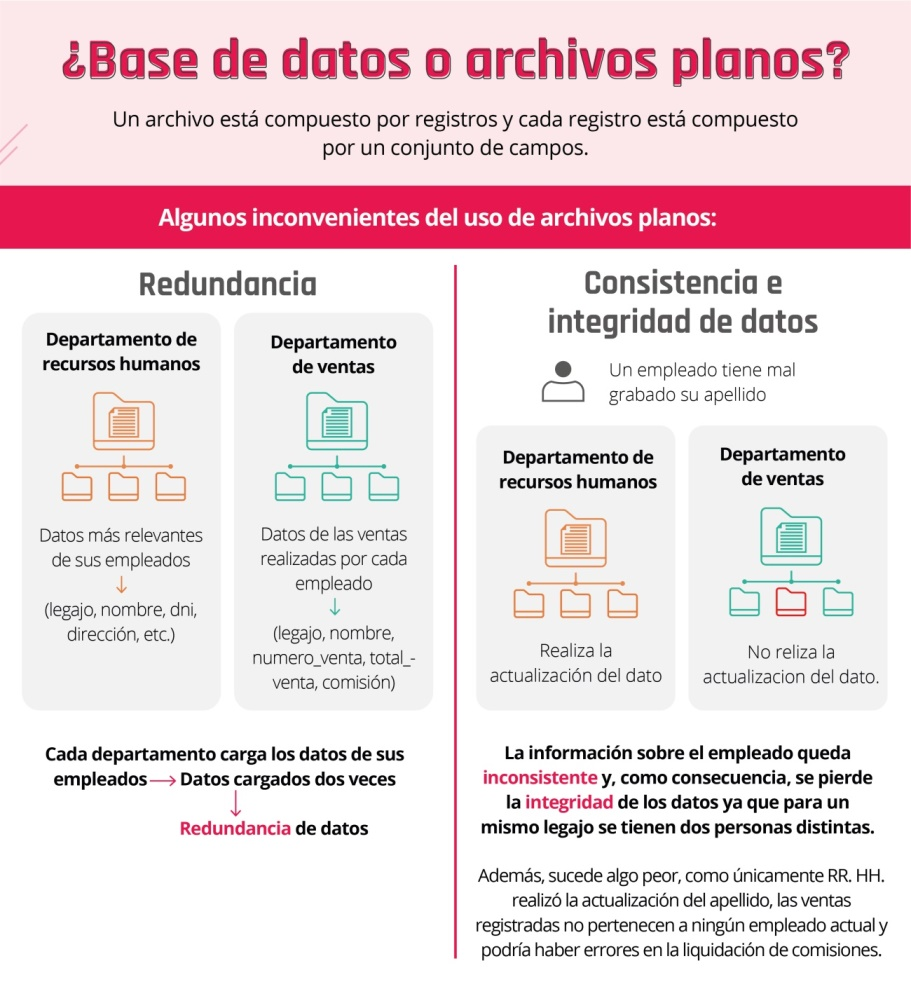 ¿Base de datos o archivos planos?
Un archivo está compuesto por registros y cada registro está compuesto
por un conjunto de campos.
Algunos inconvenientes del uso de archivos planos:
Redundancia
Departamento de
recursos humanos
Datos más relevantes
de sus empleados
(legajo, nombre, dni,
dirección, etc.)
Departamento
de ventas
Datos de las ventas
realizadas por cada
empleado
(legajo, nombre,
numero_venta, total_-
venta, comisión)
Cada departamento carga los datos de sus
empleados → Datos cargados dos veces
Redundancia de datos
Consistencia e
integridad de datos
Un empleado tiene mal
grabado su apellido
Departamento de
recursos humanos
Realiza la
actualización del dato
Departamento
de ventas
No reliza la
actualizacion del dato.
La información sobre el empleado queda
inconsistente y, como consecuencia, se pierde
la integridad de los datos ya que para un
mismo legajo se tienen dos personas distintas.
Además, sucede algo peor, como únicamente RR. HH.
realizó la actualización del apellido, las ventas
registradas no pertenecen a ningún empleado actual y
podría haber errores en la liquidación de comisiones.